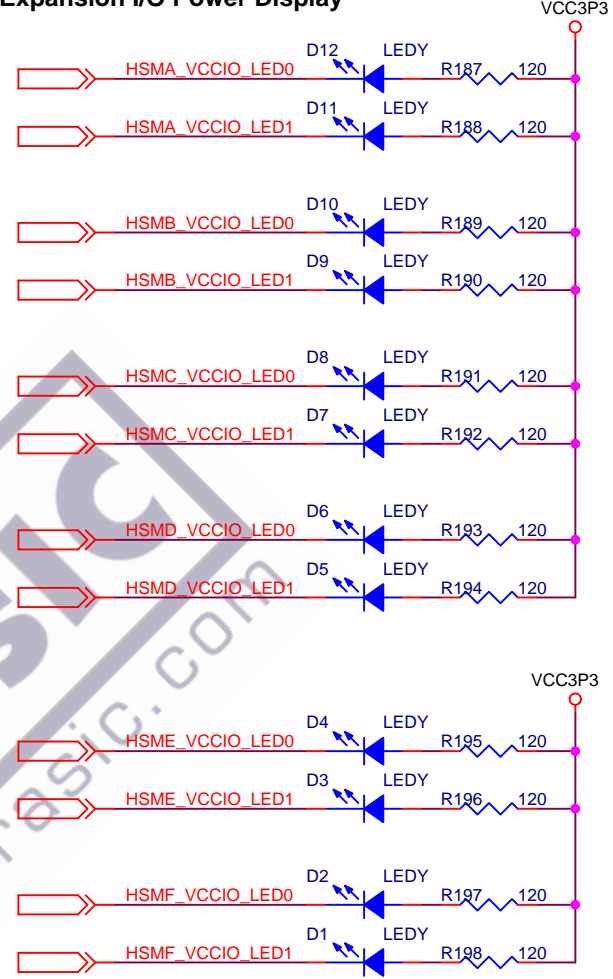 Expansion I/O Power Display
VCC3P3
D12 LEDY
HSMA_VCCIO_LED0 R187 120
D11 LEDY
HSMA_VCCIO_LED1 R188 120
D10 LEDY
HSMB_VCCIO_LED0 R189 120
D9 LEDY
HSMB_VCCIO_LED1 R190 120
D8 LEDY
HSMC_VCCIO_LED0 R191 120
D7 LEDY
HSMC_VCCIO_LED1 R192 120
D6 LEDY
HSMD_VCCIO_LED0 R193 120
D5 LEDY
HSMD_VCCIO_LED1 R194 120
VCC3P3
D4 LEDY
HSME_VCCIO_LED0 R195 120
D3 LEDY
HSME_VCCIO_LED1 R196 120
D2 LEDY
HSMF_VCCIO_LED0 R197 120
D1 LEDY
HSMF_VCCIO_LED1 R198 120
asic
rasic.com